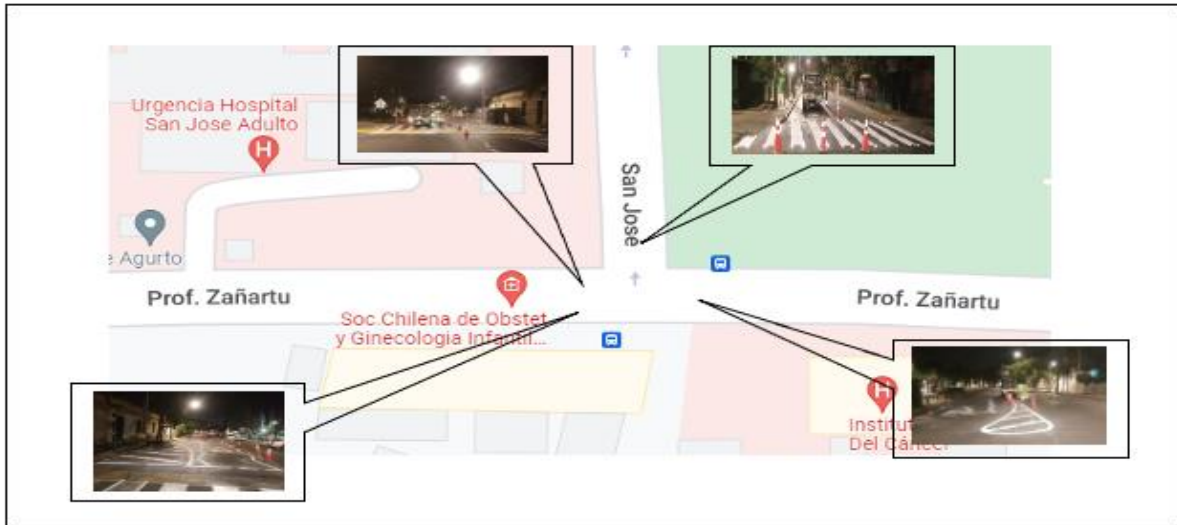 Urgencia Hospital
San Jose Adulto
San Jose
Agurto
Prof. Zañartu
Prof. Zañartu
Soc.Chilena de Obstet
y Ginecologia Infantil...
Institut
Del Cáncer